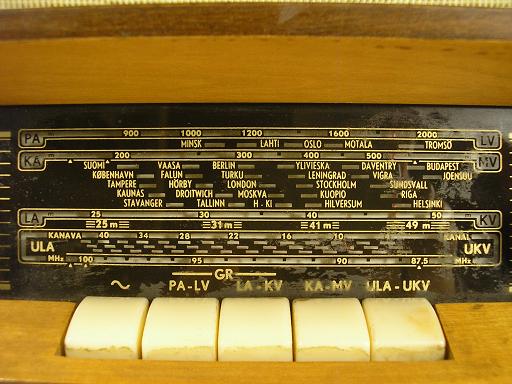 900 1000 1200 1600 2000
PA MINSK LAHTI OSLO MOTALA TROMSÖ LV
KA 200 250 300 400 500 MV
SUOMI VAASA BERLIN YLIVIESKA DAVENTRY BUDAPEST
KØBENHAVN FALUN TURKU LENINGRAD VIGRA JOENSUU
TAMPERE HÖRBY LONDON STOCKHOLM SUNDSVALL
KAUNAS DROITWICH MOSKVA KUOPIO RIGA
STAVANGER TALLINN H - KI HILVERSUM HELSINKI
LA 25 30 40 50 KV
25 m 31 m 41 m 49 m
KANAVA 40 34 28 22 16 10 KANAL
ULA UKV
MHz 100 95 90 87.5 MHz
GR
~ PA - LV LA - KV KA - MV ULA - UKV